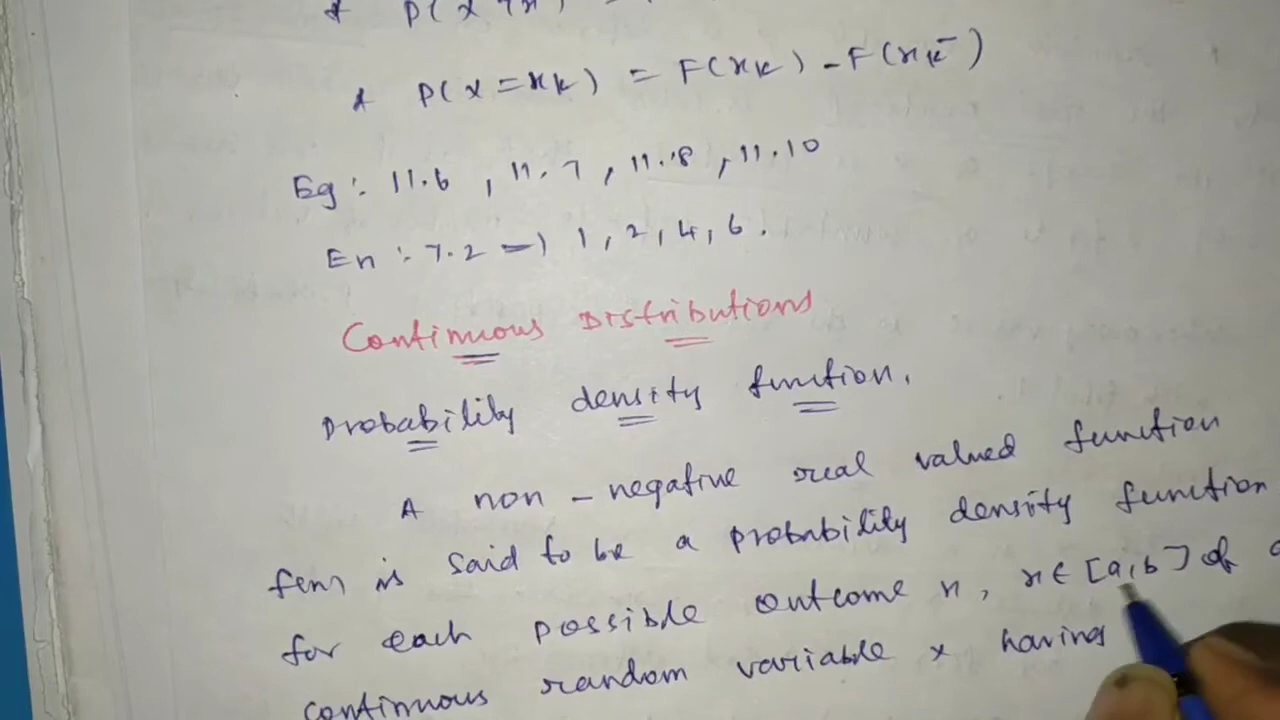 * P(x
* P(x=xk) = F(xk) - F(xk⁻)
Eg:. 11.6, 11.7, 11.8, 11.10
En:. 7.2 → 1, 2, 4, 6.
Continuous Distributions
probability density function.
A non-negative real valued function
f(x) is said to be a probability density function
for each possible outcome x, x ∈ [a, b] of a
continuous random variable x having